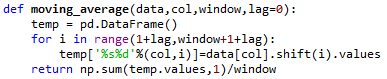 def moving_average(data,col,window,lag=0):
    temp = pd.DataFrame()
    for i in range(1+lag,window+1+lag):
        temp['%s%d'%(col,i)]=data[col].shift(i).values
    return np.sum(temp.values,1)/window